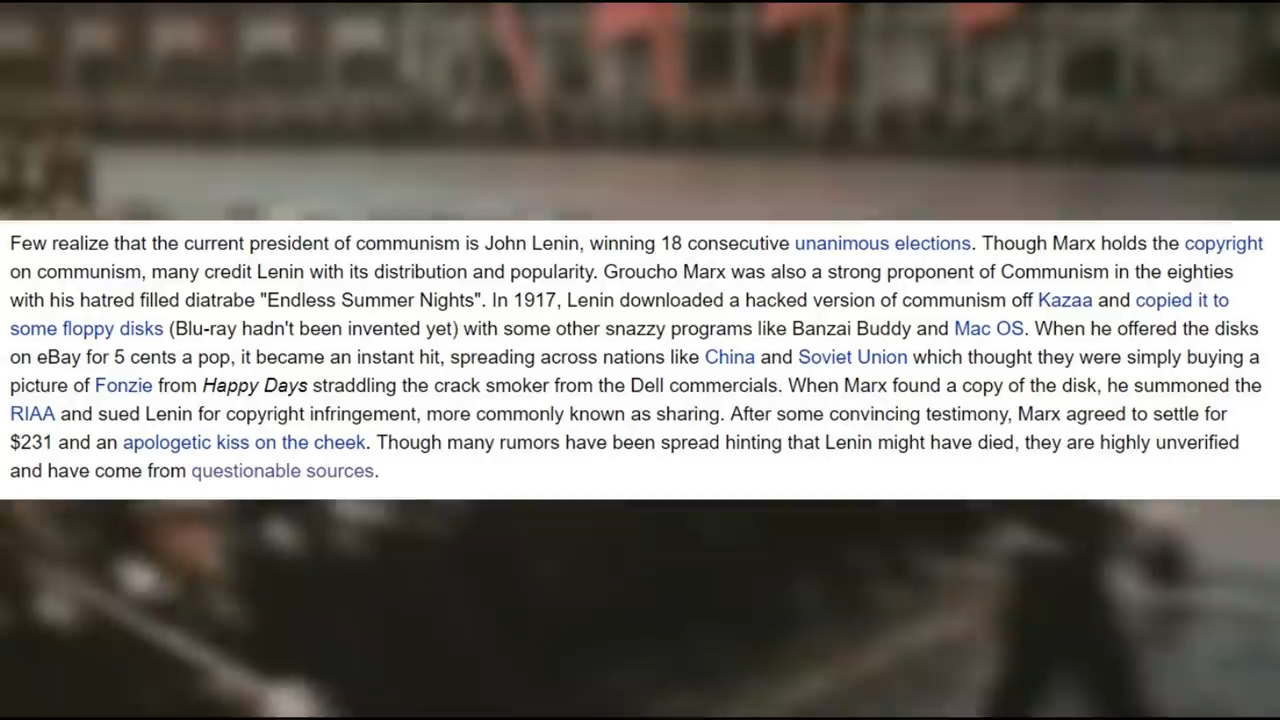 Few realize that the current president of communism is John Lenin, winning 18 consecutive unanimous elections. Though Marx holds the copyright
on communism, many credit Lenin with its distribution and popularity. Groucho Marx was also a strong proponent of Communism in the eighties
with his hatred filled diatrabe "Endless Summer Nights". In 1917, Lenin downloaded a hacked version of communism off Kazaa and copied it to
some floppy disks (Blu-ray hadn't been invented yet) with some other snazzy programs like Banzai Buddy and Mac OS. When he offered the disks
on eBay for 5 cents a pop, it became an instant hit, spreading across nations like China and Soviet Union which thought they were simply buying a
picture of Fonzie from Happy Days straddling the crack smoker from the Dell commercials. When Marx found a copy of the disk, he summoned the
RIAA and sued Lenin for copyright infringement, more commonly known as sharing. After some convincing testimony, Marx agreed to settle for
$231 and an apologetic kiss on the cheek. Though many rumors have been spread hinting that Lenin might have died, they are highly unverified
and have come from questionable sources.